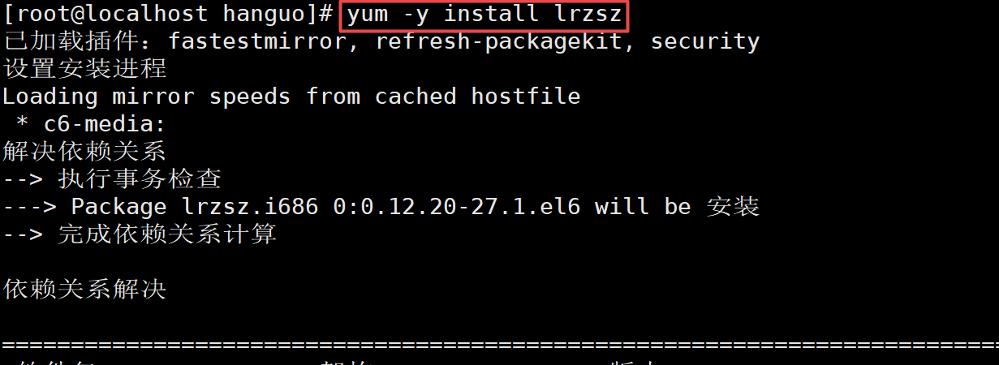 [root@localhost hanguo]# yum -y install lrzsz
已加载插件：fastestmirror, refresh-packagekit, security
设置安装进程
Loading mirror speeds from cached hostfile
 * c6-media:
解决依赖关系
--> 执行事务检查
---> Package lrzsz.i686 0:0.12.20-27.1.el6 will be 安装
--> 完成依赖关系计算
依赖关系解决
================================================================================